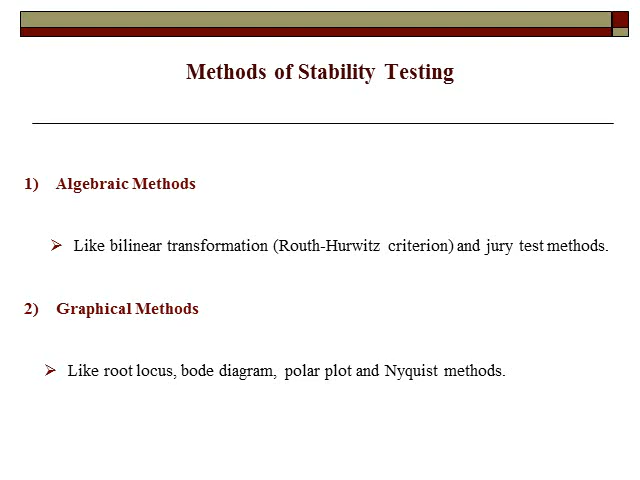 Methods of Stability Testing
1) Algebraic Methods
Like bilinear transformation (Routh-Hurwitz criterion) and jury test methods.
2) Graphical Methods
Like root locus, bode diagram, polar plot and Nyquist methods.